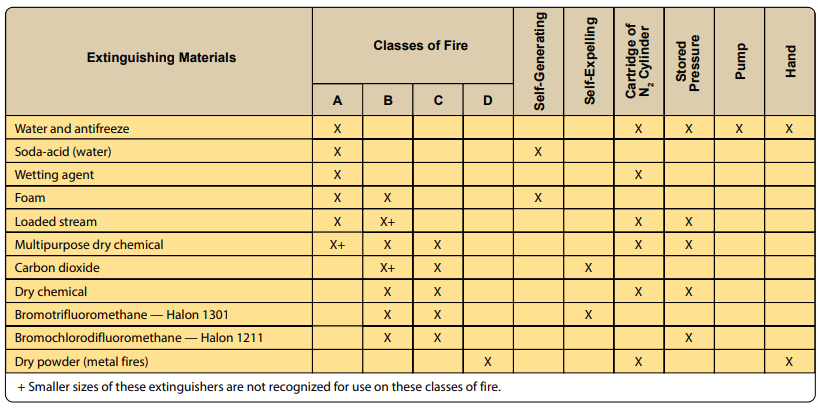 Extinguishing Materials Classes of Fire Self-Generating Self-Expelling Cartridge of N2 Cylinder Stored Pressure Pump Hand
A B C D
Water and antifreeze X X X X X
Soda-acid (water) X X
Wetting agent X X
Foam X X X
Loaded stream X X+ X X
Multipurpose dry chemical X+ X X X X
Carbon dioxide X+ X X
Dry chemical X X X X
Bromotrifluoromethane — Halon 1301 X X X
Bromochlorodifluoromethane — Halon 1211 X X X
Dry powder (metal fires) X X X
+ Smaller sizes of these extinguishers are not recognized for use on these classes of fire.